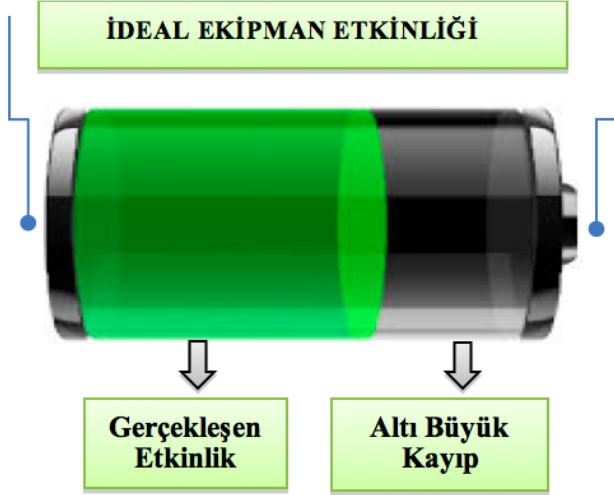 İDEAL EKİPMAN ETKİNLİĞİ
Gerçekleşen
Etkinlik
Altı Büyük
Kayıp